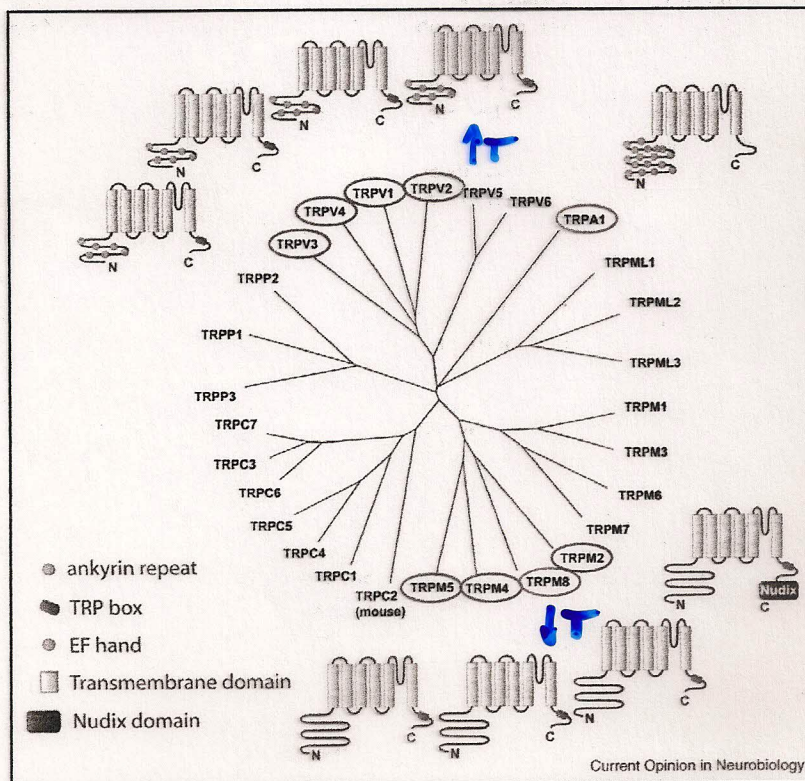 N
C
N
C
N
C
N
C
N
C
↑T
TRPV1
TRPV2
TRPV5
TRPV4
TRPV6
TRPA1
TRPV3
TRPP2
TRPML1
TRPML2
TRPP1
TRPML3
TRPP3
TRPM1
TRPC7
TRPM3
TRPC3
TRPC6
TRPM6
TRPC5
TRPM7
TRPC4
TRPM2
TRPC1
TRPC2
(mouse)
TRPM5
TRPM4
TRPM8
N
Nudix
C
↓T
ankyrin repeat
TRP box
EF hand
Transmembrane domain
Nudix domain
N
C
N
C
N
C
Current Opinion in Neurobiology